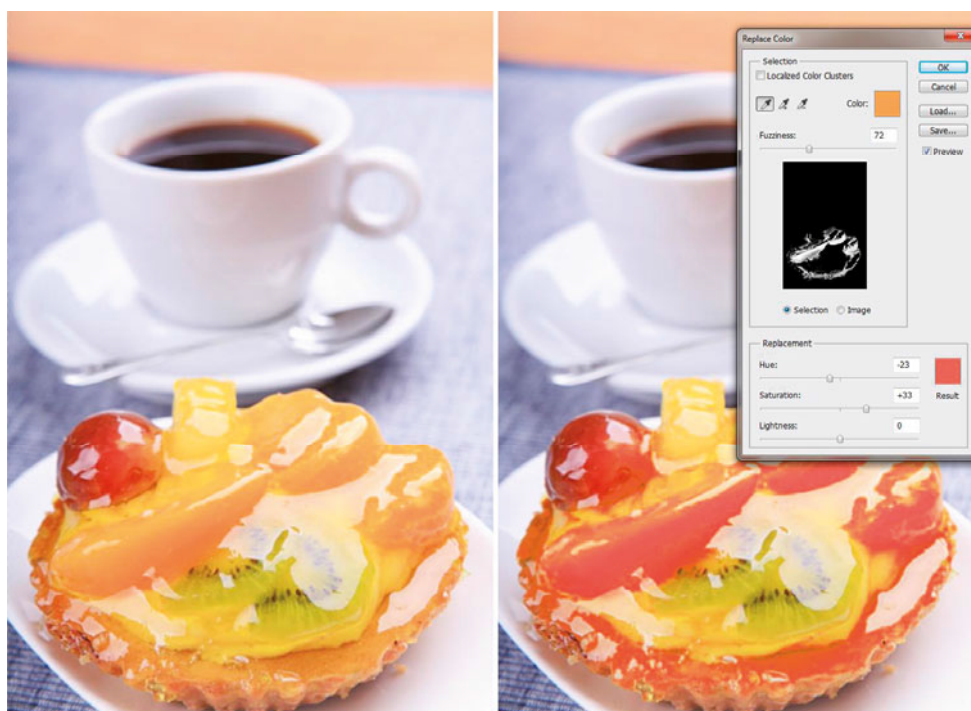 Replace Color
Selection
Localized Color Clusters
Color:
Fuzziness: 72
Selection Image
OK
Cancel
Load...
Save...
Preview
Replacement
Hue: -23
Saturation: +33
Lightness: 0
Result